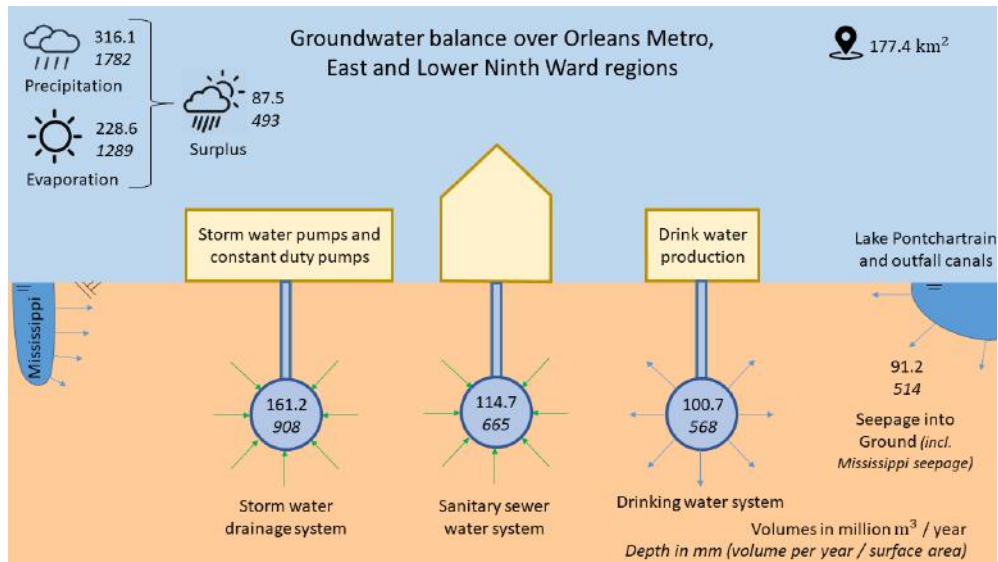 Groundwater balance over Orleans Metro,
East and Lower Ninth Ward regions
177.4 km²
316.1
1782
Precipitation
228.6
1289
Evaporation
87.5
493
Surplus
Storm water pumps and
constant duty pumps
Drink water
production
Lake Pontchartrain
and outfall canals
Mississippi
161.2
908
Storm water
drainage system
114.7
665
Sanitary sewer
water system
100.7
568
Drinking water system
91.2
514
Seepage into
Ground (incl.
Mississippi seepage)
Volumes in million m³ / year
Depth in mm (volume per year / surface area)